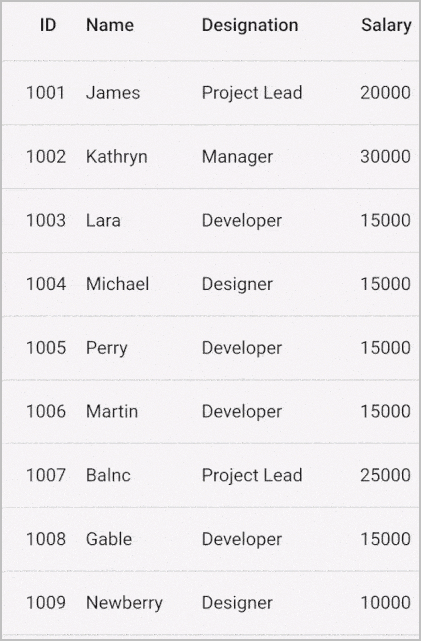 ID Name Designation Salary
1001 James Project Lead 20000
1002 Kathryn Manager 30000
1003 Lara Developer 15000
1004 Michael Designer 15000
1005 Perry Developer 15000
1006 Martin Developer 15000
1007 Balnc Project Lead 25000
1008 Gable Developer 15000
1009 Newberry Designer 10000